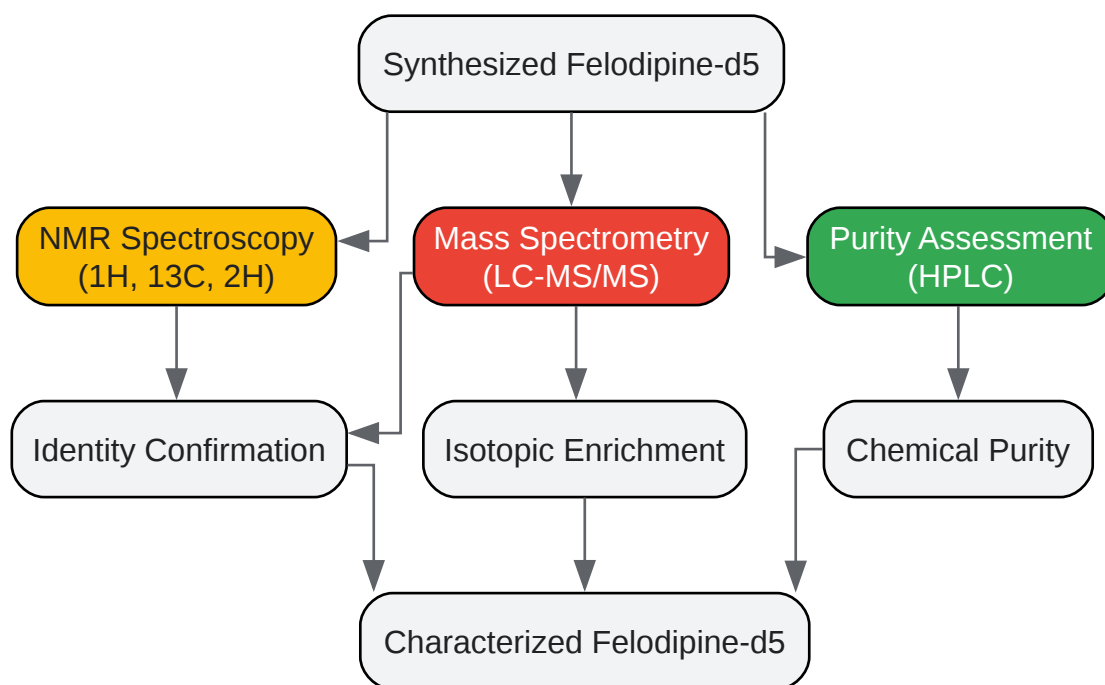 Synthesized Felodipine-d5
NMR Spectroscopy
(1H, 13C, 2H)
Mass Spectrometry
(LC-MS/MS)
Purity Assessment
(HPLC)
Identity Confirmation
Isotopic Enrichment
Chemical Purity
Characterized Felodipine-d5